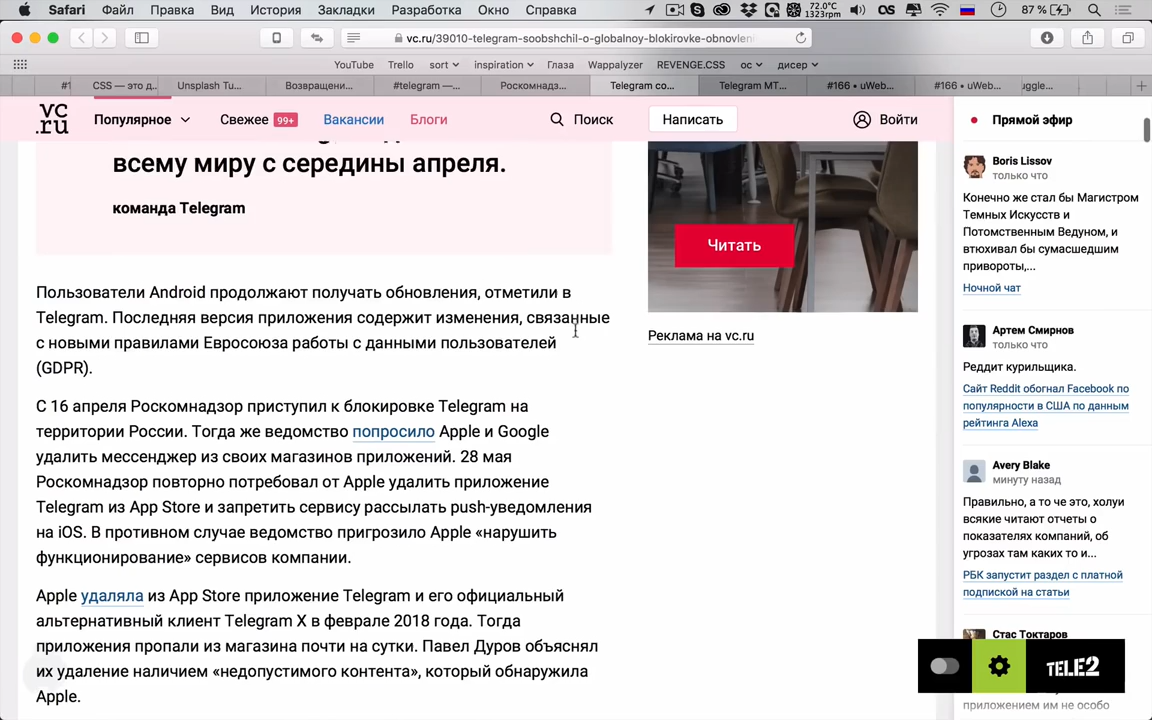 Safari Файл Правка Вид История Закладки Разработка Окно Справка 72.0°C 1323rpm OS 87 %
vc.ru/39010-telegram-soobshchil-o-globalnoy-blokirovke-obnovlen
YouTube Trello sort inspiration Глаза Wappalyzer REVENGE.CSS ос дисер
#1 CSS — это д... Unsplash Tu... Возвращени... #telegram —... Роскомнадз... Telegram со... Telegram MT... #166 • uWeb... #166 • uWeb... uggle...
vc.ru Популярное Свежее 99+ Вакансии Блоги Поиск Написать Войти
всему миру с середины апреля.
команда Telegram
Пользователи Android продолжают получать обновления, отметили в
Telegram. Последняя версия приложения содержит изменения, связанные
с новыми правилами Евросоюза работы с данными пользователей
(GDPR).
С 16 апреля Роскомнадзор приступил к блокировке Telegram на
территории России. Тогда же ведомство попросило Apple и Google
удалить мессенджер из своих магазинов приложений. 28 мая
Роскомнадзор повторно потребовал от Apple удалить приложение
Telegram из App Store и запретить сервису рассылать push-уведомления
на iOS. В противном случае ведомство пригрозило Apple «нарушить
функционирование» сервисов компании.
Apple удаляла из App Store приложение Telegram и его официальный
альтернативный клиент Telegram X в феврале 2018 года. Тогда
приложения пропали из магазина почти на сутки. Павел Дуров объяснял
их удаление наличием «недопустимого контента», который обнаружила
Apple.
Читать
Реклама на vc.ru
Прямой эфир
Boris Lissov
только что
Конечно же стал бы Магистром
Темных Искусств и
Потомственным Ведуном, и
втюхивал бы сумасшедшим
привороты,...
Ночной чат
Артем Смирнов
только что
Реддит курильщика.
Сайт Reddit обогнал Facebook по
популярности в США по данным
рейтинга Alexa
Avery Blake
минуту назад
Правильно, а то че это, холуи
всякие читают отчеты о
показателях компаний, об
угрозах там каких то и...
РБК запустит раздел с платной
подпиской на статьи
Стас Токтаров
TELE2
приложением им не особо